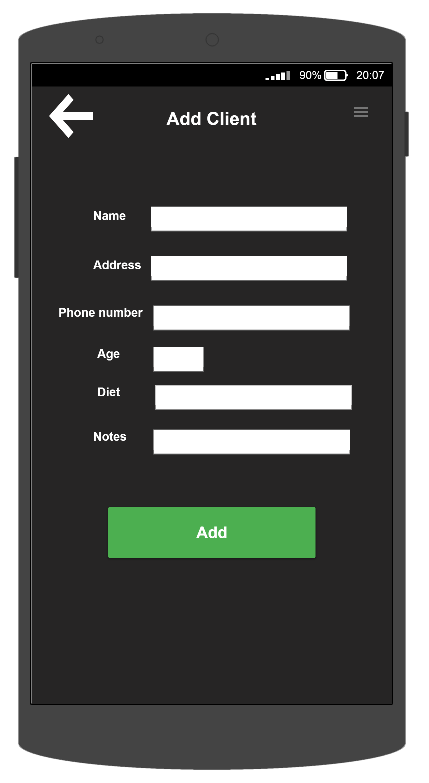 90% 20:07
Add Client
Name
Address
Phone number
Age
Diet
Notes
Add